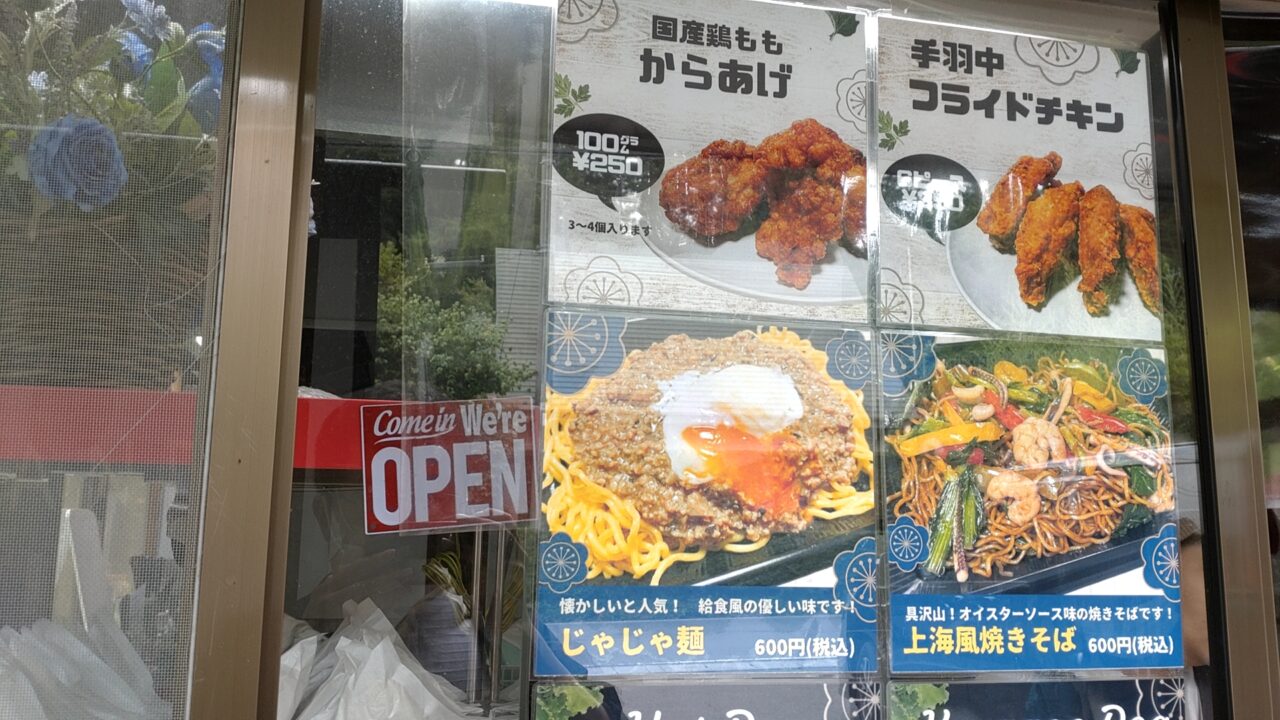 国産鶏もも
からあげ
100グラム
¥250
3〜4個入ります
手羽中
フライドチキン
Come in We're
OPEN
懐かしいと人気！ 給食風の優しい味です！
じゃじゃ麺 600円(税込)
具沢山！オイスターソース味の焼きそばです！
上海風焼きそば 600円(税込)